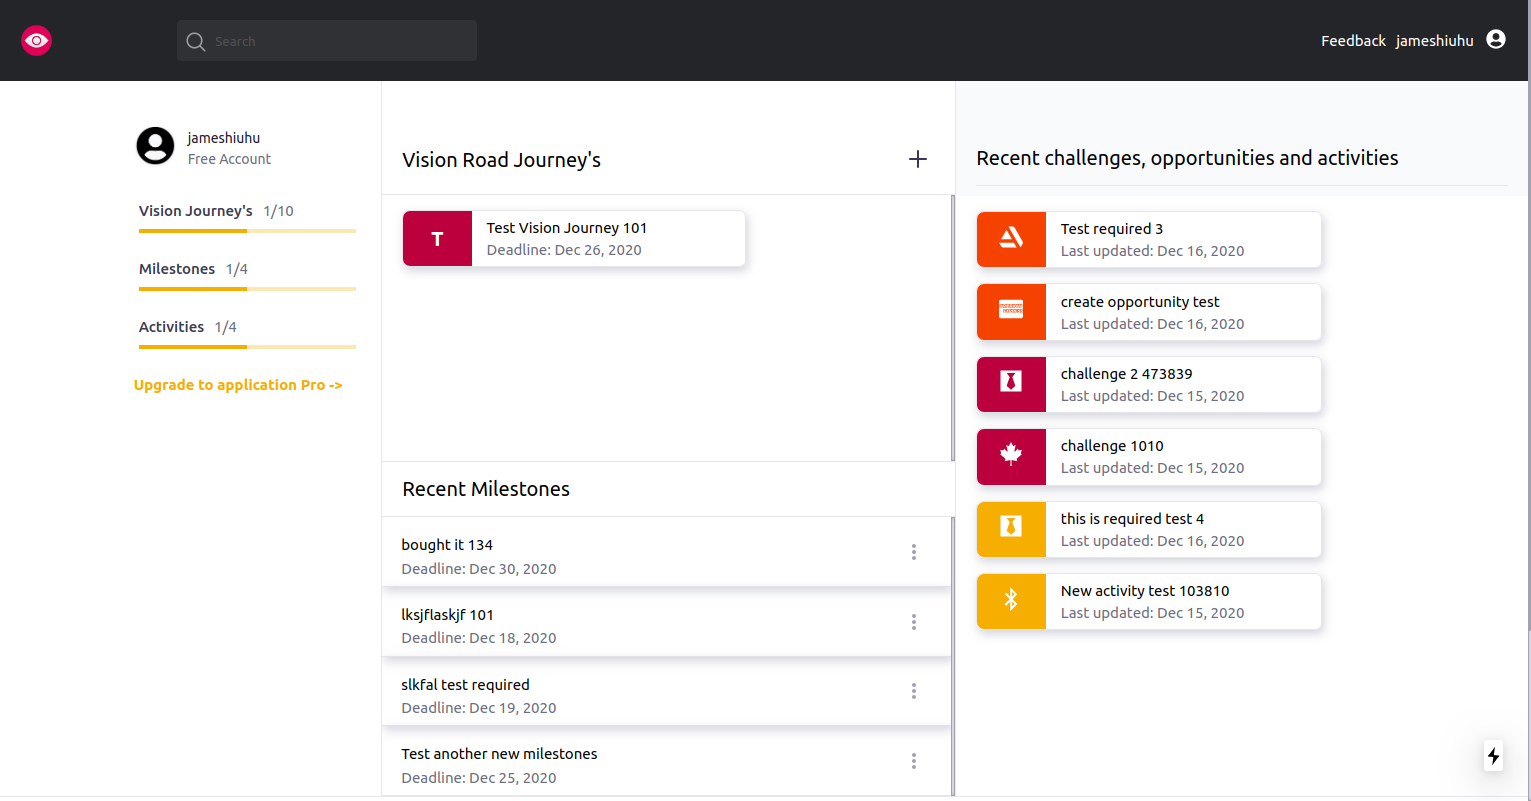 Search
Feedback jameshiuhu
jameshiuhu
Free Account
Vision Journey's 1/10
Milestones 1/4
Activities 1/4
Upgrade to application Pro ->
Vision Road Journey's
T
Test Vision Journey 101
Deadline: Dec 26, 2020
Recent Milestones
bought it 134
Deadline: Dec 30, 2020
lksjflaskjf 101
Deadline: Dec 18, 2020
slkfal test required
Deadline: Dec 19, 2020
Test another new milestones
Deadline: Dec 25, 2020
Recent challenges, opportunities and activities
Test required 3
Last updated: Dec 16, 2020
create opportunity test
Last updated: Dec 16, 2020
challenge 2 473839
Last updated: Dec 15, 2020
challenge 1010
Last updated: Dec 15, 2020
this is required test 4
Last updated: Dec 16, 2020
New activity test 103810
Last updated: Dec 15, 2020